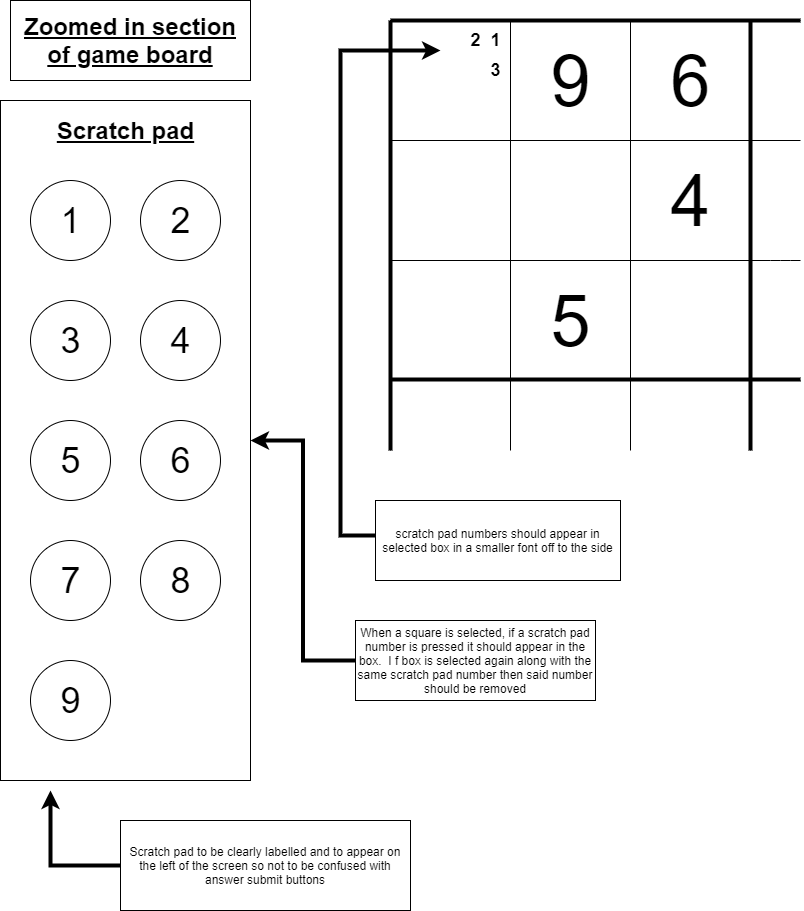 Zoomed in section
of game board
Scratch pad
1 2
3 4
5 6
7 8
9
2 1
3
9 6
4
5
scratch pad numbers should appear in
selected box in a smaller font off to the side
When a square is selected, if a scratch pad
number is pressed it should appear in the
box. I f box is selected again along with the
same scratch pad number then said number
should be removed
Scratch pad to be clearly labelled and to appear on
the left of the screen so not to be confused with
answer submit buttons